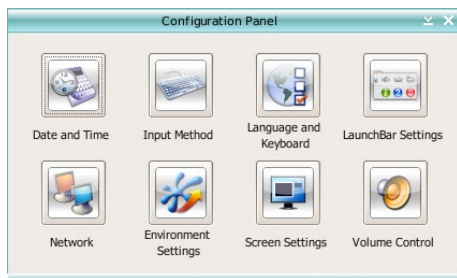 Configuration Panel
Date and Time
Input Method
Language and
Keyboard
LaunchBar Settings
Network
Environment
Settings
Screen Settings
Volume Control